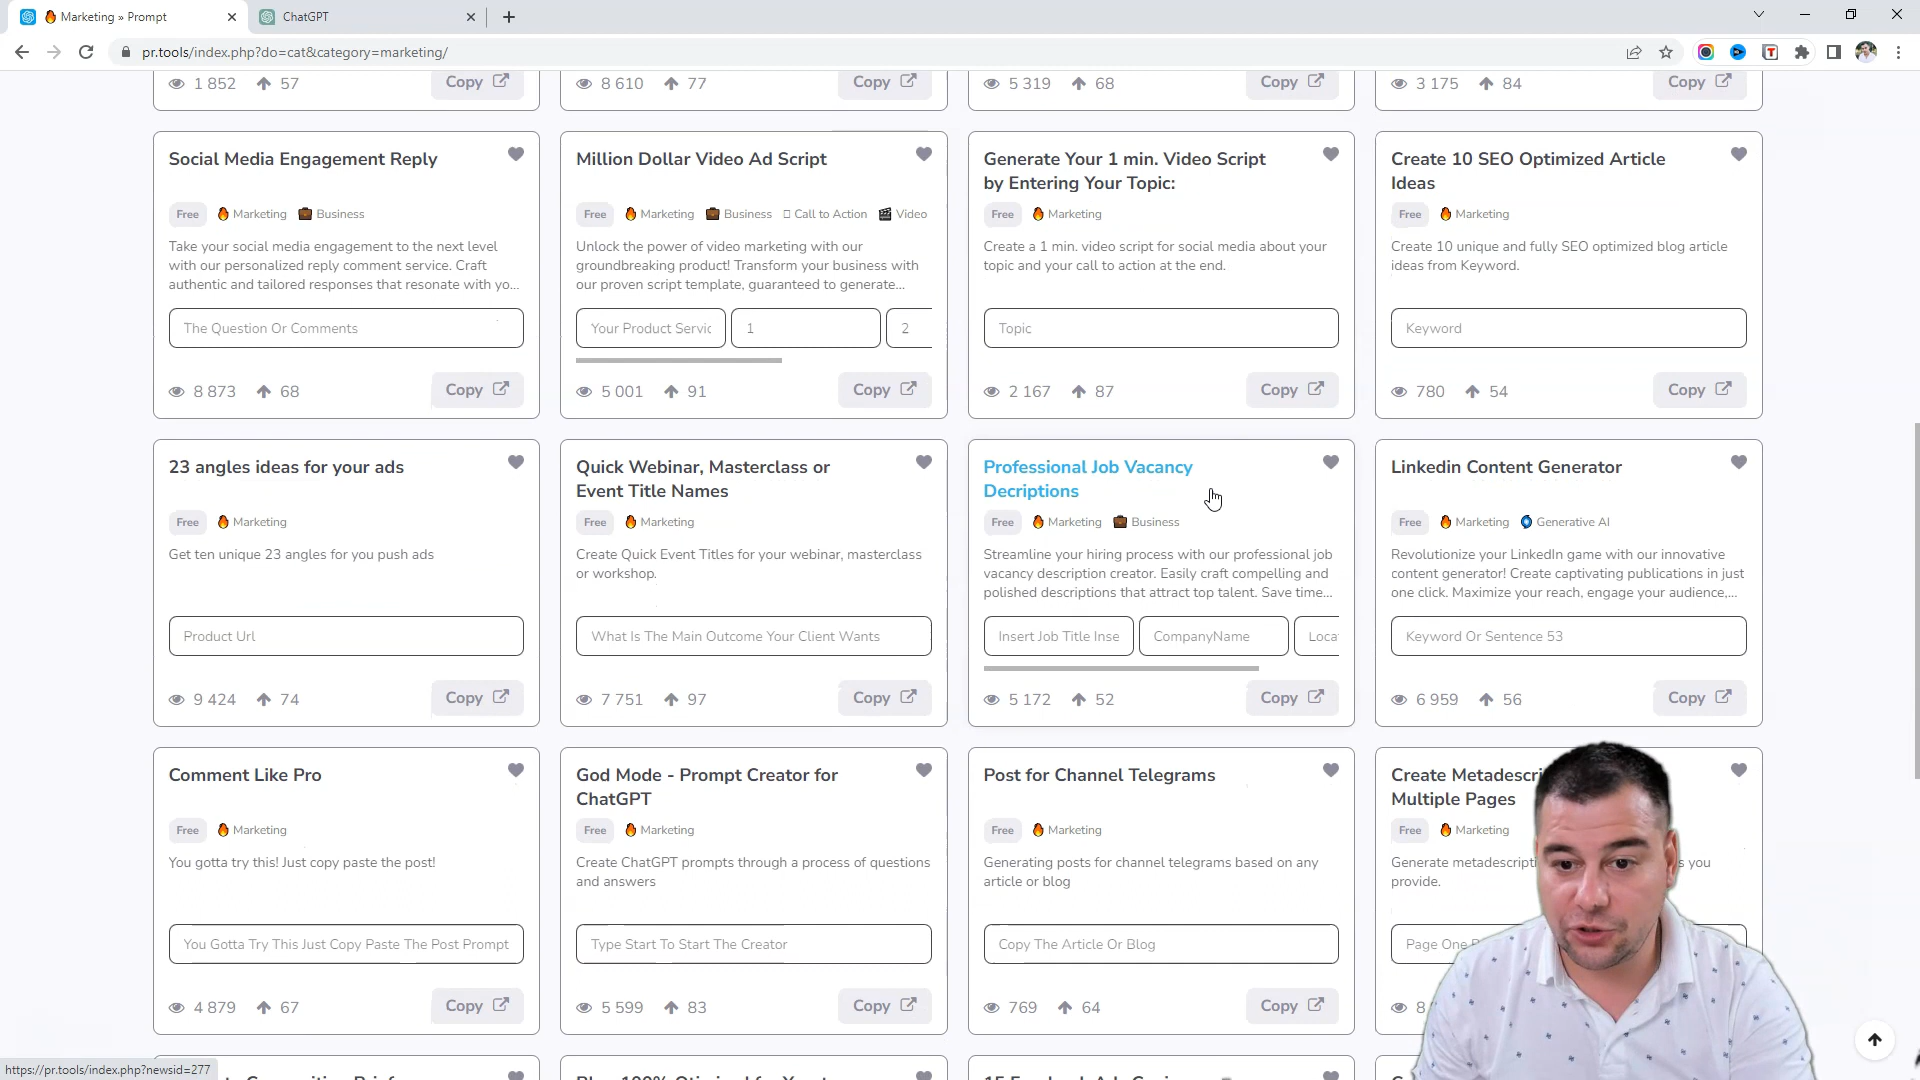 Marketing » Prompt
ChatGPT
pr.tools/index.php?do=cat&category=marketing/
1 852 57 Copy
8 610 77 Copy
5 319 68 Copy
3 175 84 Copy
Social Media Engagement Reply
Free Marketing Business
Take your social media engagement to the next level
with our personalized reply comment service. Craft
authentic and tailored responses that resonate with yo...
The Question Or Comments
8 873 68 Copy
Million Dollar Video Ad Script
Free Marketing Business Call to Action Video
Unlock the power of video marketing with our
groundbreaking product! Transform your business with
our proven script template, guaranteed to generate...
Your Product Servic 1 2
5 001 91 Copy
Generate Your 1 min. Video Script
by Entering Your Topic:
Free Marketing
Create a 1 min. video script for social media about your
topic and your call to action at the end.
Topic
2 167 87 Copy
Create 10 SEO Optimized Article
Ideas
Free Marketing
Create 10 unique and fully SEO optimized blog article
ideas from Keyword.
Keyword
780 54 Copy
23 angles ideas for your ads
Free Marketing
Get ten unique 23 angles for you push ads
Product Url
9 424 74 Copy
Quick Webinar, Masterclass or
Event Title Names
Free Marketing
Create Quick Event Titles for your webinar, masterclass
or workshop.
What Is The Main Outcome Your Client Wants
7 751 97 Copy
Professional Job Vacancy
Decriptions
Free Marketing Business
Streamline your hiring process with our professional job
vacancy description creator. Easily craft compelling and
polished descriptions that attract top talent. Save time...
Insert Job Title Inse CompanyName Loca
5 172 52 Copy
Linkedin Content Generator
Free Marketing Generative AI
Revolutionize your LinkedIn game with our innovative
content generator! Create captivating publications in just
one click. Maximize your reach, engage your audience,...
Keyword Or Sentence 53
6 959 56 Copy
Comment Like Pro
Free Marketing
You gotta try this! Just copy paste the post!
You Gotta Try This Just Copy Paste The Post Prompt
4 879 67 Copy
God Mode - Prompt Creator for
ChatGPT
Free Marketing
Create ChatGPT prompts through a process of questions
and answers
Type Start To Start The Creator
5 599 83 Copy
Post for Channel Telegrams
Free Marketing
Generating posts for channel telegrams based on any
article or blog
Copy The Article Or Blog
769 64 Copy
Create Metadescri
Multiple Pages
Free Marketing
Generate metadescripti s you
provide.
Page One
8
https://pr.tools/index.php?newsid=277